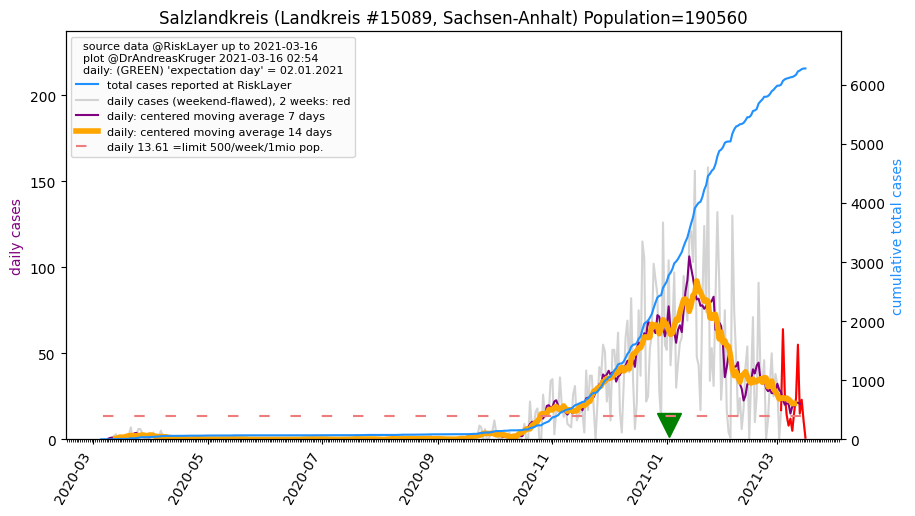 Salzlandkreis (Landkreis #15089, Sachsen-Anhalt) Population=190560
source data @RiskLayer up to 2021-03-16
plot @DrAndreasKruger 2021-03-16 02:54
daily: (GREEN) 'expectation day' = 02.01.2021
total cases reported at RiskLayer
daily cases (weekend-flawed), 2 weeks: red
daily: centered moving average 7 days
daily: centered moving average 14 days
daily 13.61 =limit 500/week/1mio pop.
daily cases
200
150
100
50
0
cumulative total cases
6000
5000
4000
3000
2000
1000
0
2020-03
2020-05
2020-07
2020-09
2020-11
2021-01
2021-03